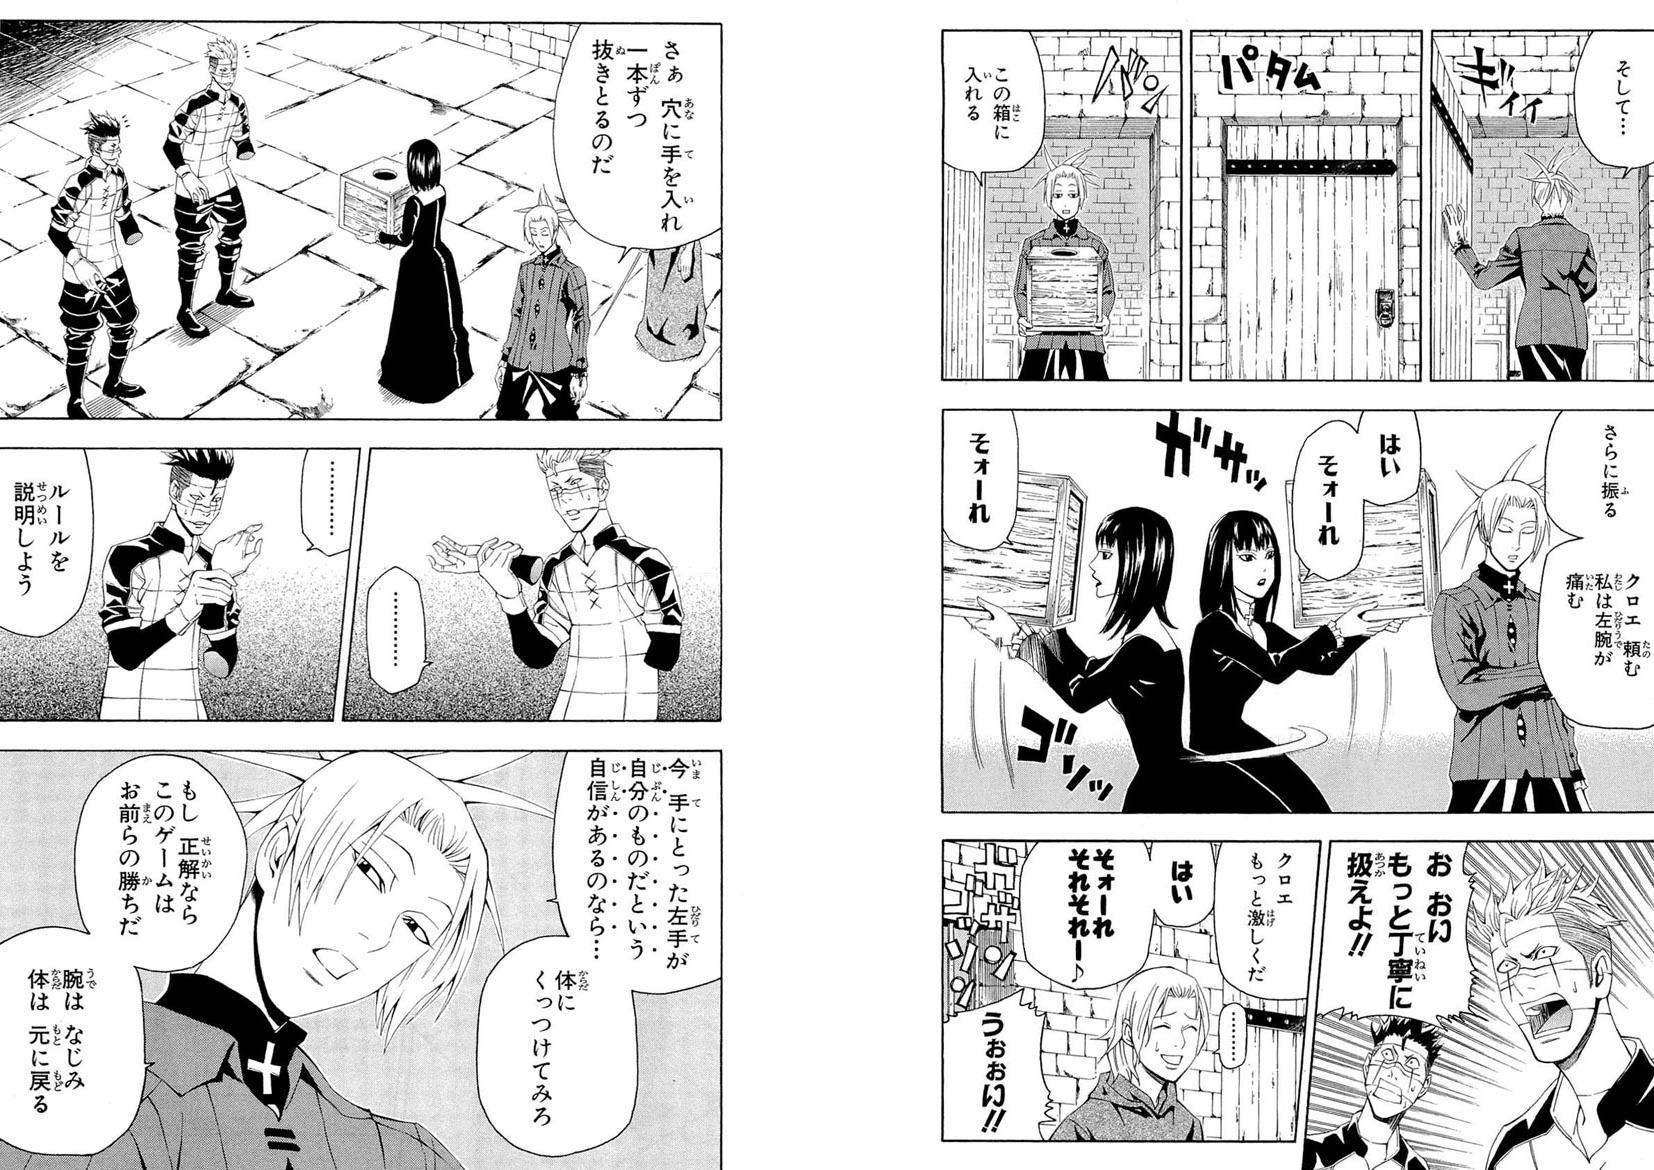 そして…
ギィイィ
パタム
この箱に
入れる
さらに振る
クロエ 頼む
私は左腕が
痛む
はい
そォーれ
ガサッ
そォーれ
ゴソッ
お おい
もっと丁寧に
扱えよ!!
クロエ
もっと激しくだ
はい
そォーれ
それそれー♪
………
うぉぉい!!
さぁ 穴に手を入れ
一本ずつ
抜きとるのだ
………
………
ルールを
説明しよう
今 手にとった左手が
自分のものだという
自信があるのなら…
体に
くっつけてみろ
もし 正解なら
このゲームは
お前らの勝ちだ
腕は なじみ
体は 元に戻る